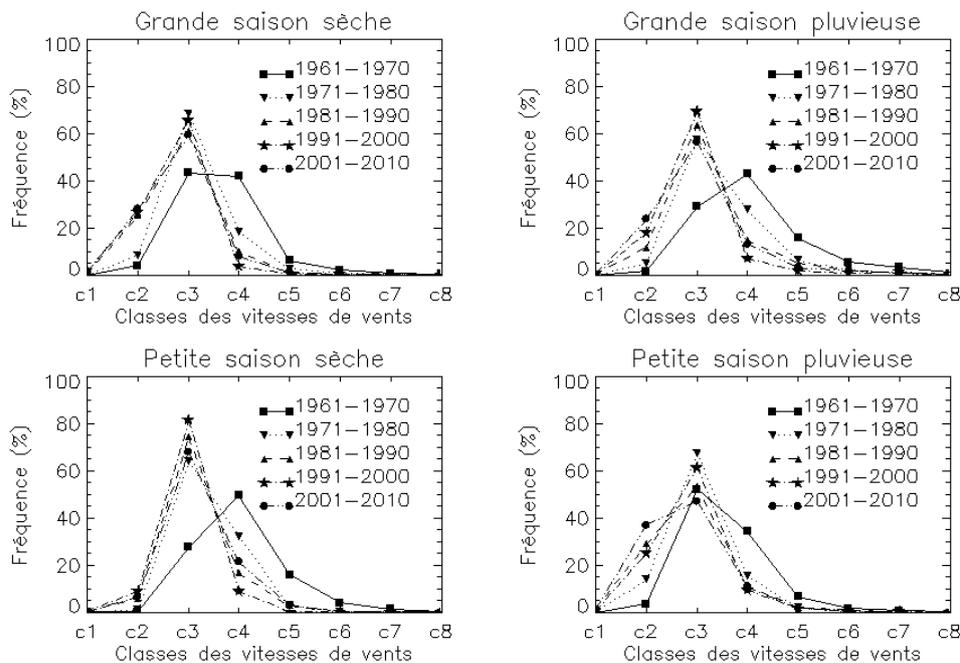 Grande saison sèche
Fréquence (%)
100
80
60
40
20
0
1961-1970
1971-1980
1981-1990
1991-2000
2001-2010
c1 c2 c3 c4 c5 c6 c7 c8
Classes des vitesses de vents
Grande saison pluvieuse
Fréquence (%)
100
80
60
40
20
0
1961-1970
1971-1980
1981-1990
1991-2000
2001-2010
c1 c2 c3 c4 c5 c6 c7 c8
Classes des vitesses de vents
Petite saison sèche
Fréquence (%)
100
80
60
40
20
0
1961-1970
1971-1980
1981-1990
1991-2000
2001-2010
c1 c2 c3 c4 c5 c6 c7 c8
Classes des vitesses de vents
Petite saison pluvieuse
Fréquence (%)
100
80
60
40
20
0
1961-1970
1971-1980
1981-1990
1991-2000
2001-2010
c1 c2 c3 c4 c5 c6 c7 c8
Classes des vitesses de vents